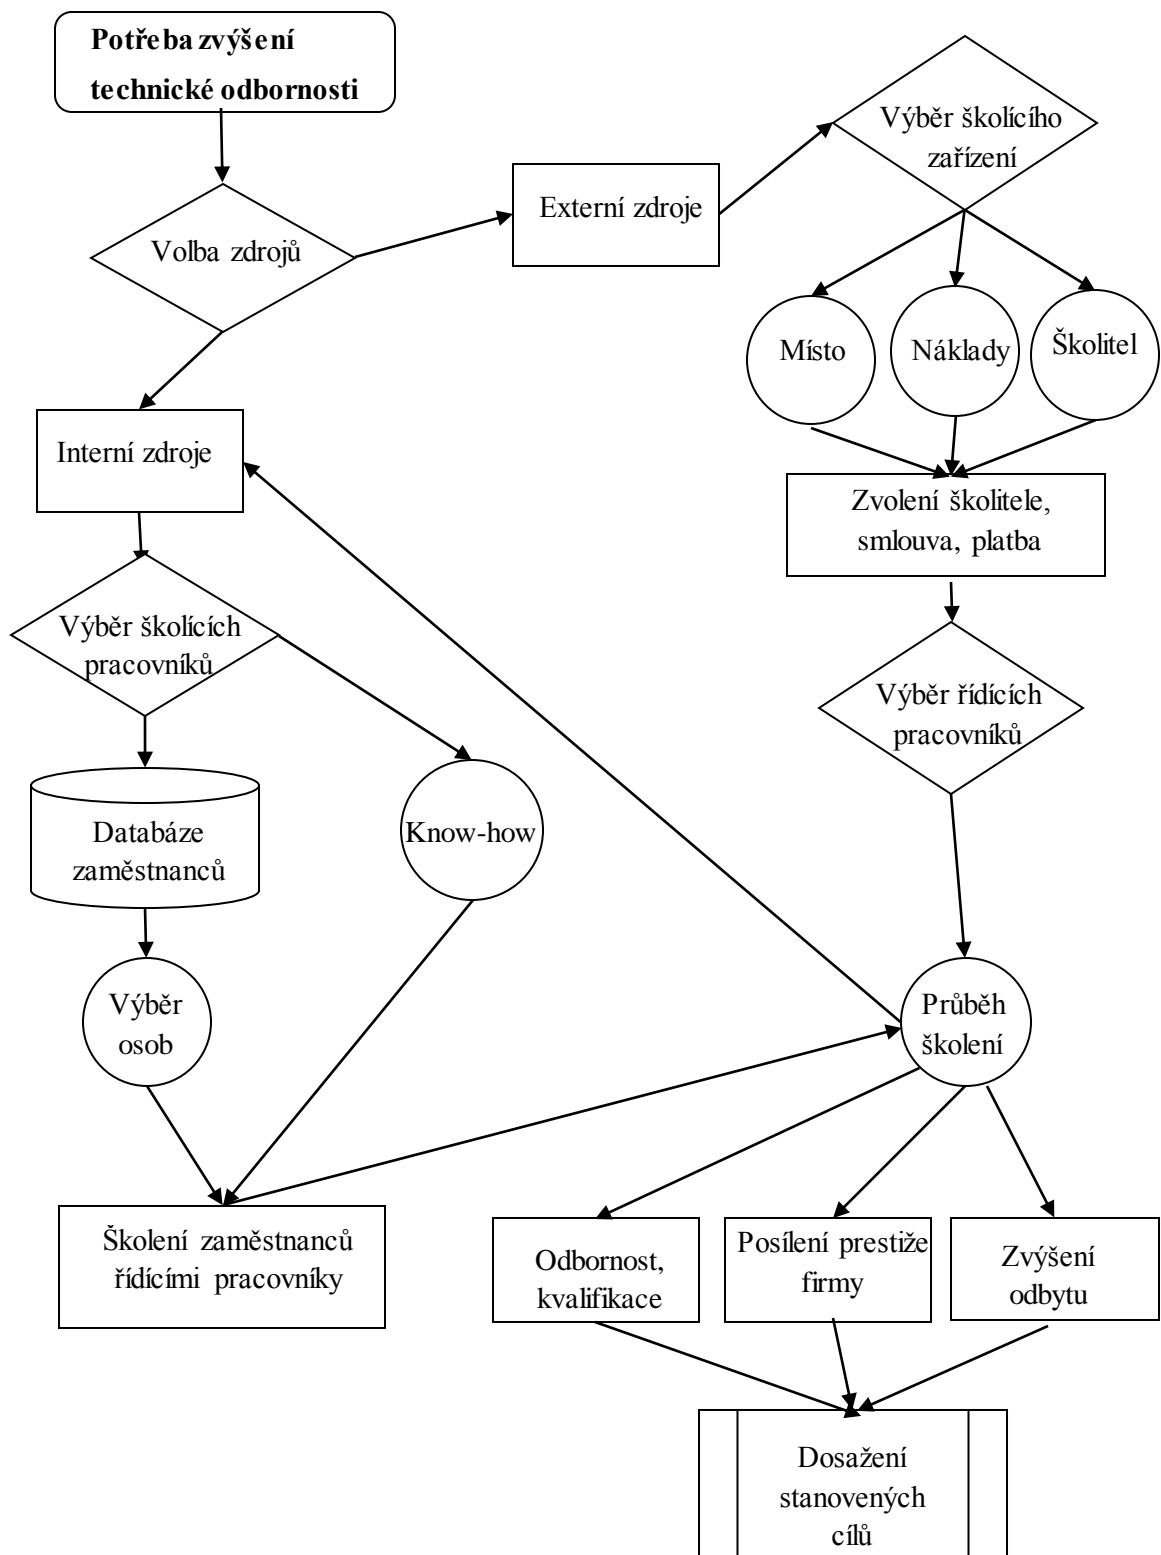 Potřeba zvýšení
technické odbornosti
Výběr školícího
zařízení
Externí zdroje
Volba zdrojů
Místo
Náklady
Školitel
Interní zdroje
Zvolení školitele,
smlouva, platba
Výběr školících
pracovníků
Výběr řídících
pracovníků
Databáze
zaměstnanců
Know-how
Výběr
osob
Průběh
školení
Školení zaměstnanců
řídícími pracovníky
Odbornost,
kvalifikace
Posílení prestiže
firmy
Zvýšení
odbytu
Dosažení
stanovených
cílů